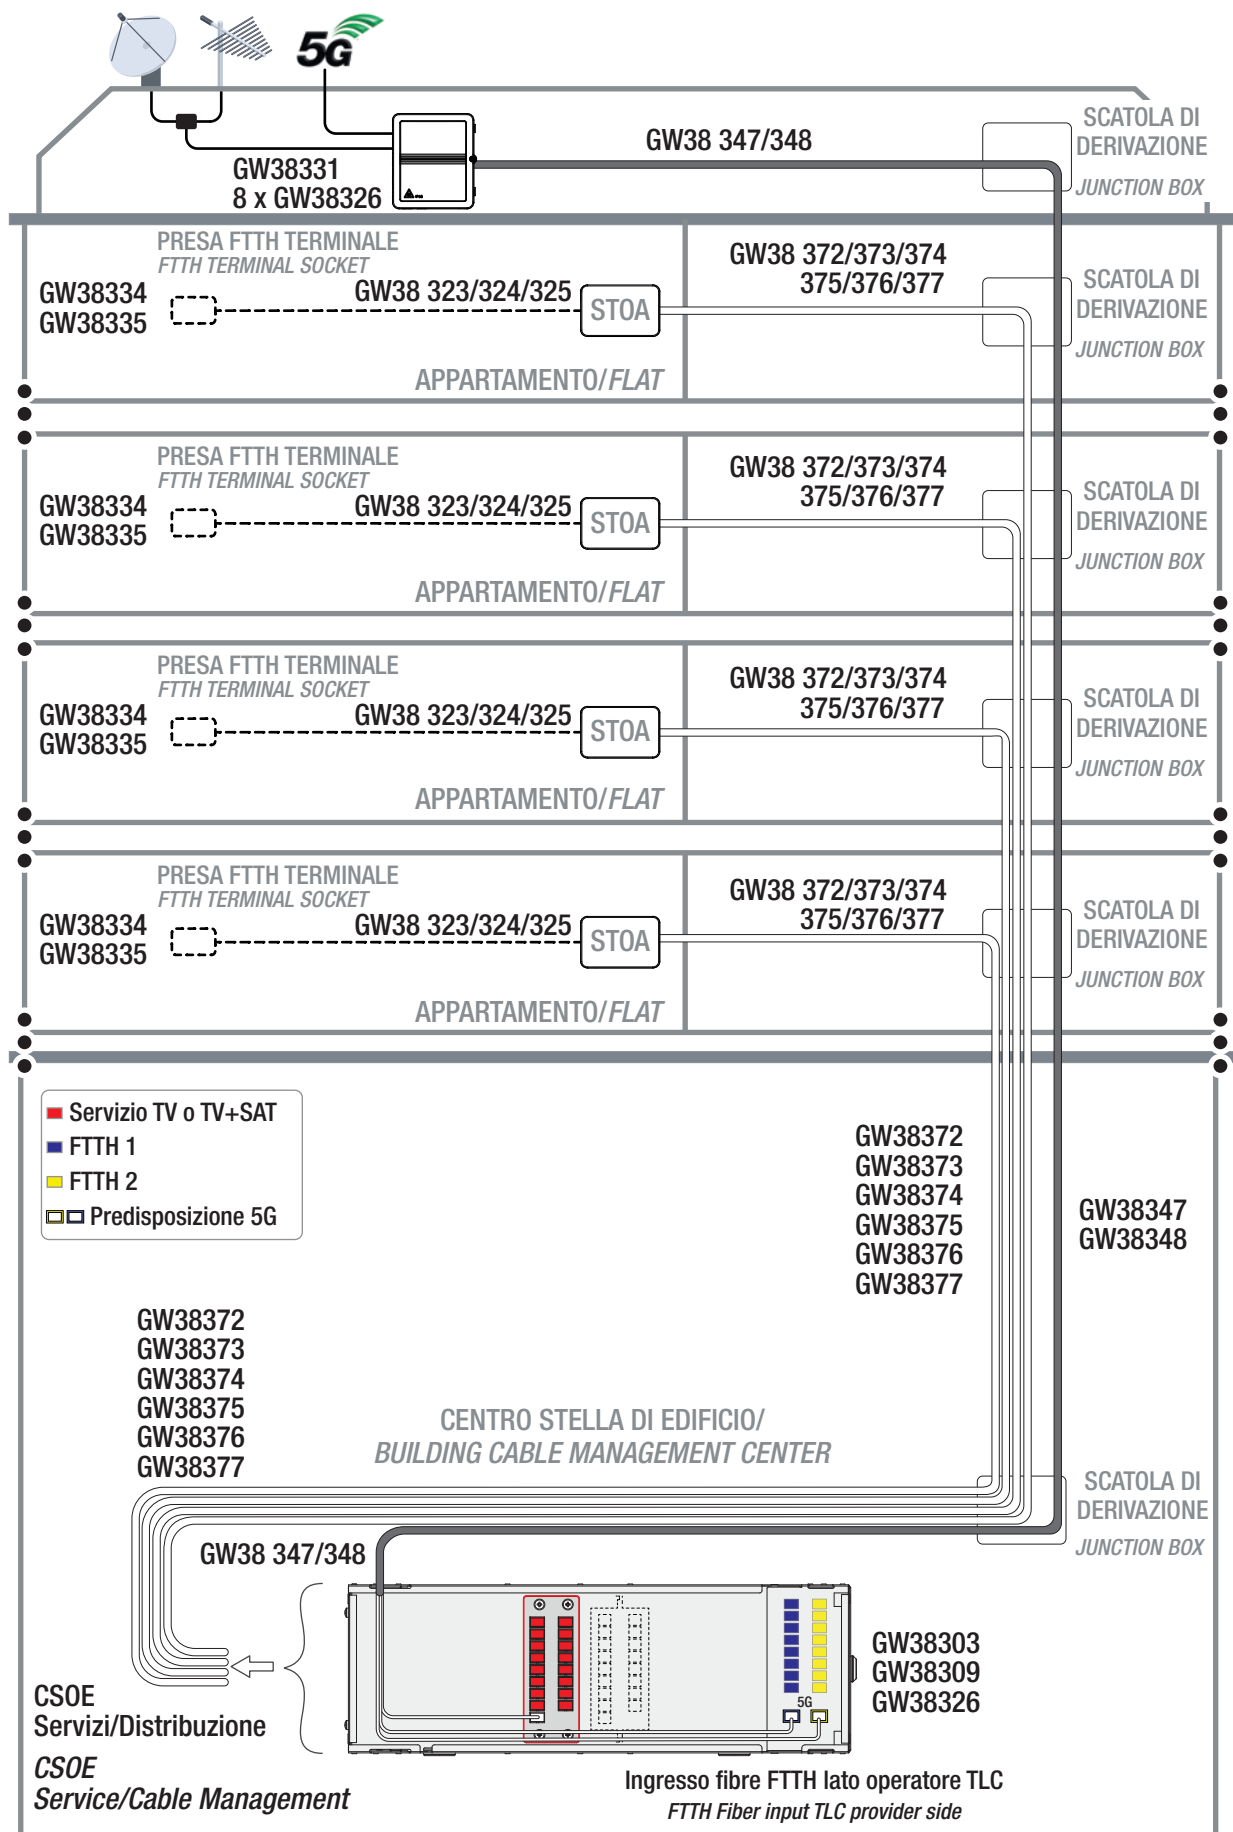 5G
SCATOLA DI
DERIVAZIONE
JUNCTION BOX
GW38 347/348
GW38331
8 x GW38326
PRESA FTTH TERMINALE
FTTH TERMINAL SOCKET
GW38334
GW38335
GW38 323/324/325
STOA
GW38 372/373/374
375/376/377
SCATOLA DI
DERIVAZIONE
JUNCTION BOX
APPARTAMENTO/FLAT
PRESA FTTH TERMINALE
FTTH TERMINAL SOCKET
GW38334
GW38335
GW38 323/324/325
STOA
GW38 372/373/374
375/376/377
SCATOLA DI
DERIVAZIONE
JUNCTION BOX
APPARTAMENTO/FLAT
PRESA FTTH TERMINALE
FTTH TERMINAL SOCKET
GW38334
GW38335
GW38 323/324/325
STOA
GW38 372/373/374
375/376/377
SCATOLA DI
DERIVAZIONE
JUNCTION BOX
APPARTAMENTO/FLAT
PRESA FTTH TERMINALE
FTTH TERMINAL SOCKET
GW38334
GW38335
GW38 323/324/325
STOA
GW38 372/373/374
375/376/377
SCATOLA DI
DERIVAZIONE
JUNCTION BOX
APPARTAMENTO/FLAT
Servizio TV o TV+SAT
FTTH 1
FTTH 2
Predisposizione 5G
GW38372
GW38373
GW38374
GW38375
GW38376
GW38377
GW38347
GW38348
GW38372
GW38373
GW38374
GW38375
GW38376
GW38377
CENTRO STELLA DI EDIFICIO/
BUILDING CABLE MANAGEMENT CENTER
SCATOLA DI
DERIVAZIONE
JUNCTION BOX
GW38 347/348
GW38303
GW38309
GW38326
5G
CSOE
Servizi/Distribuzione
CSOE
Service/Cable Management
Ingresso fibre FTTH lato operatore TLC
FTTH Fiber input TLC provider side